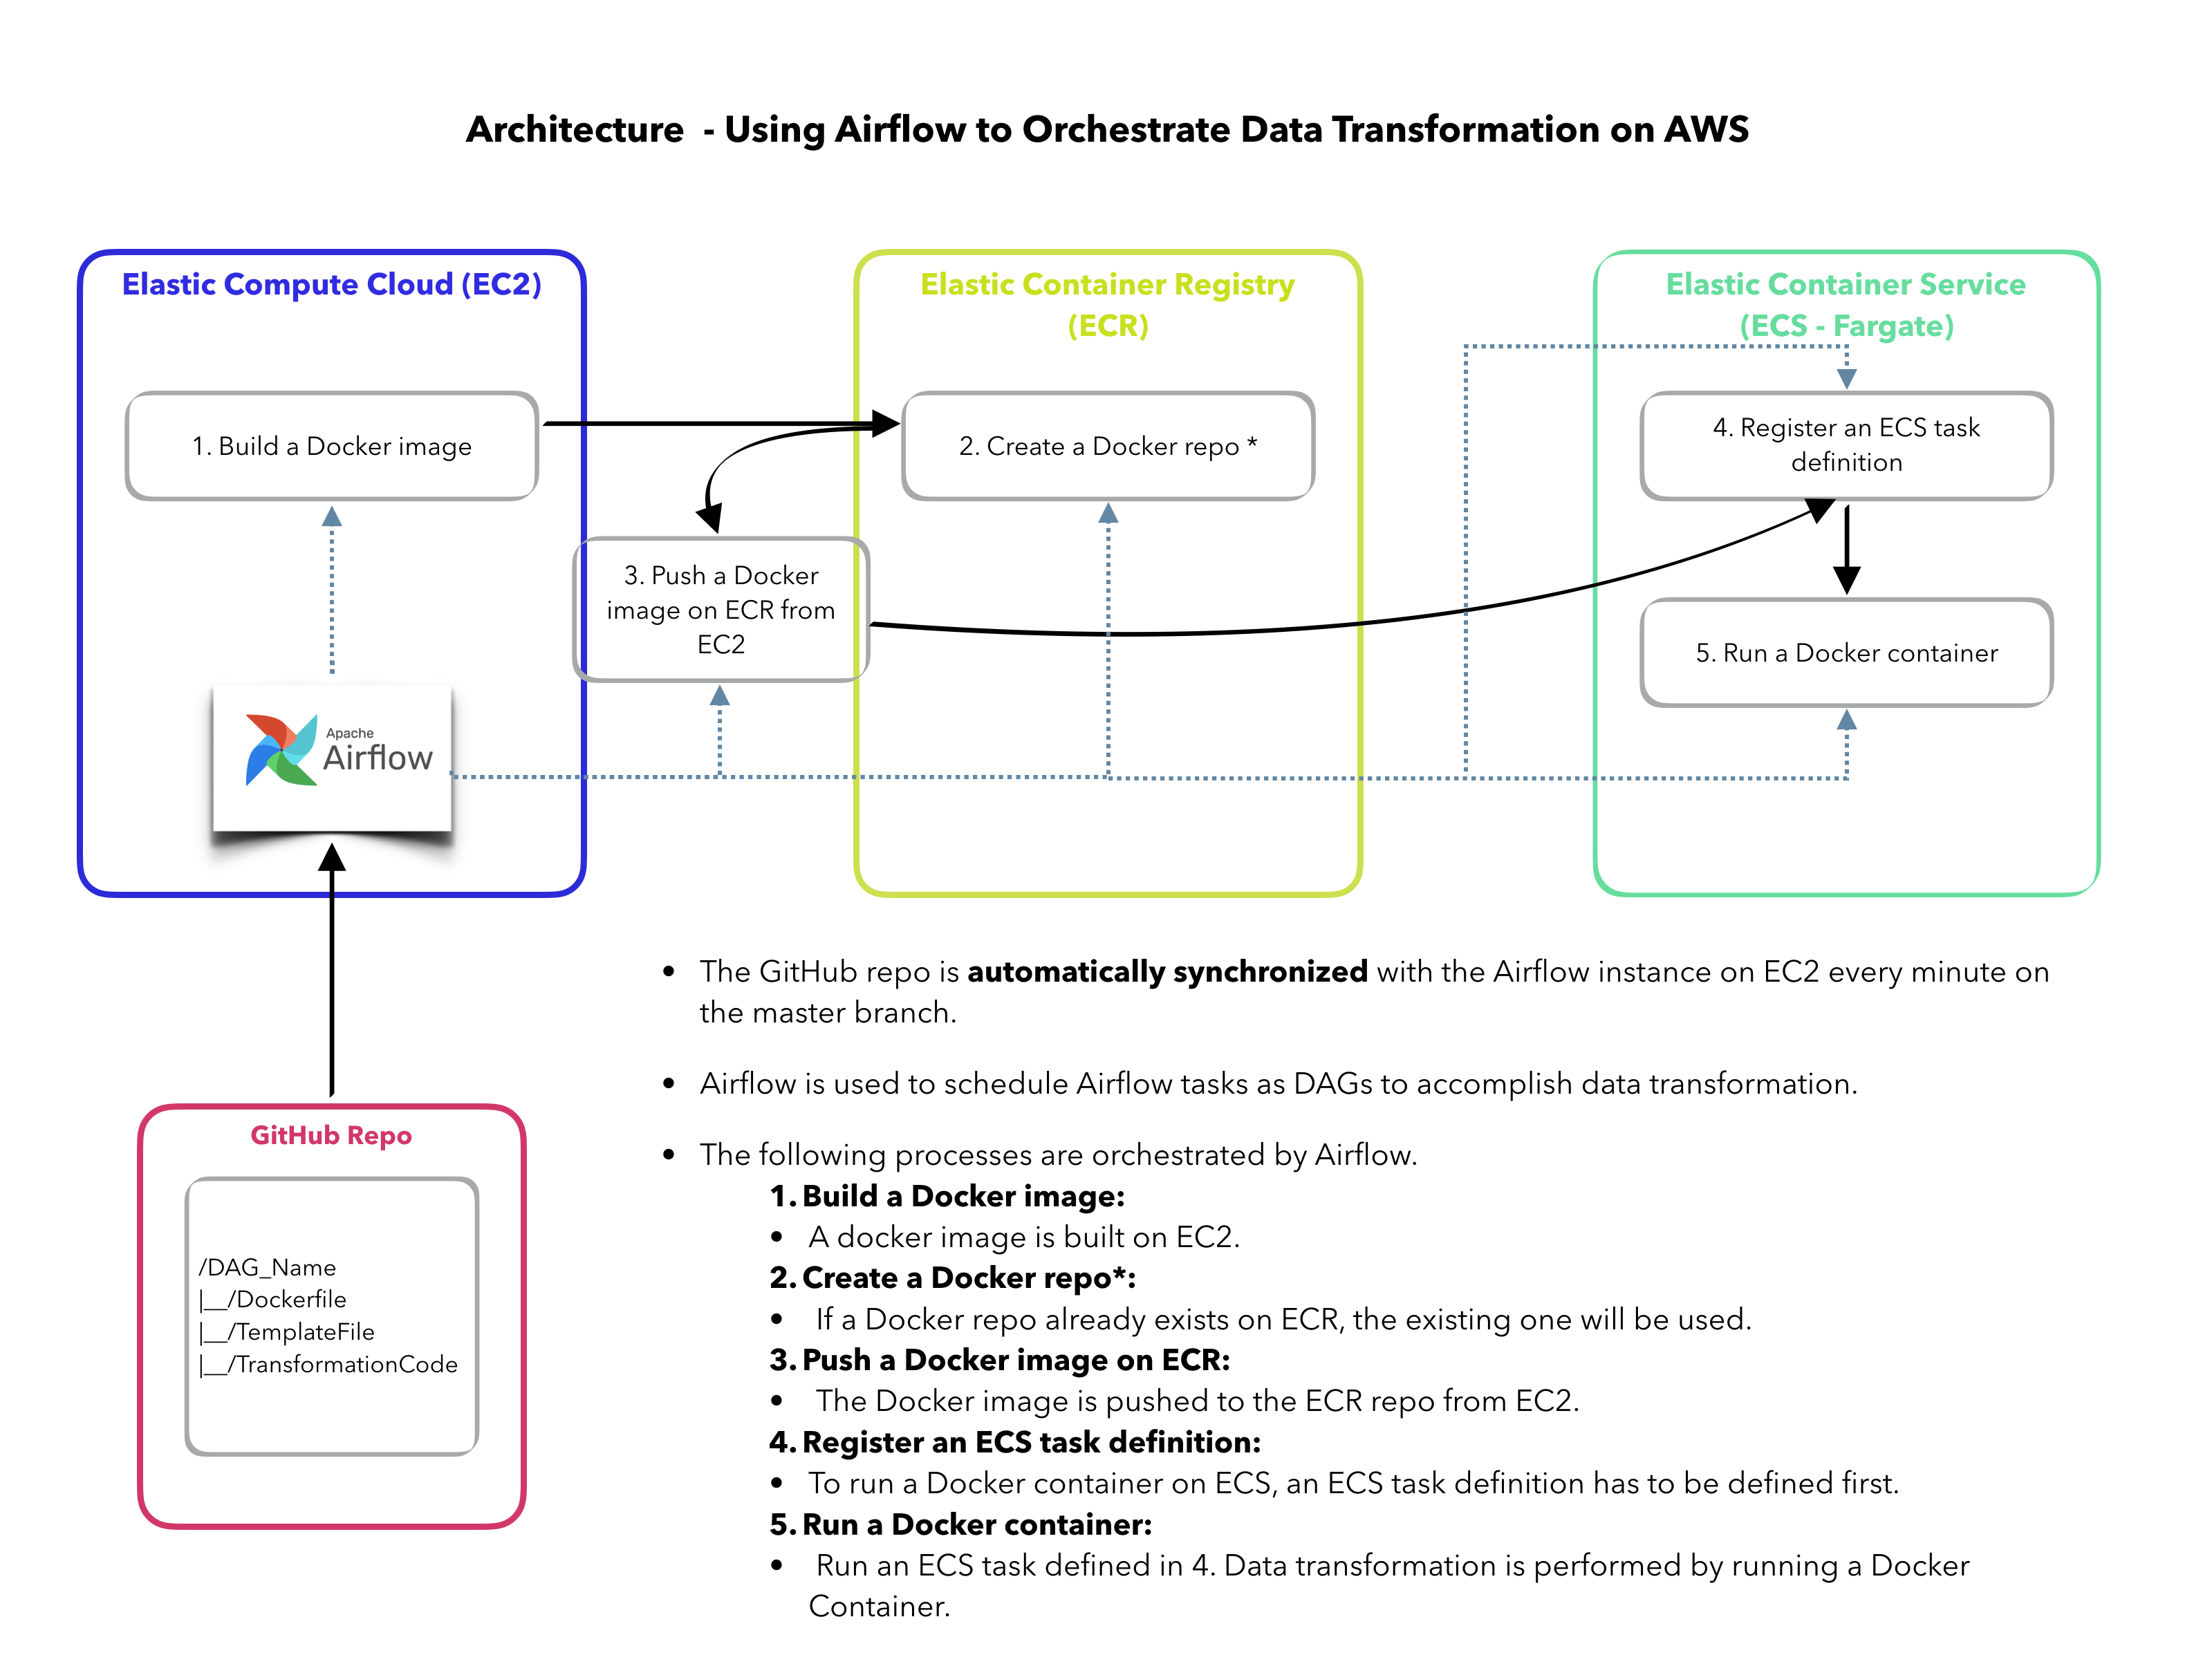 Architecture  - Using Airflow to Orchestrate Data Transformation on AWS
Elastic Compute Cloud (EC2)
1. Build a Docker image
Apache
Airflow
Elastic Container Registry
(ECR)
2. Create a Docker repo *
3. Push a Docker
image on ECR from
EC2
Elastic Container Service
(ECS - Fargate)
4. Register an ECS task
definition
5. Run a Docker container
GitHub Repo
/DAG_Name
|__/Dockerfile
|__/TemplateFile
|__/TransformationCode
• The GitHub repo is automatically synchronized with the Airflow instance on EC2 every minute on
the master branch.
• Airflow is used to schedule Airflow tasks as DAGs to accomplish data transformation.
• The following processes are orchestrated by Airflow.
1. Build a Docker image:
• A docker image is built on EC2.
2. Create a Docker repo*:
• If a Docker repo already exists on ECR, the existing one will be used.
3. Push a Docker image on ECR:
• The Docker image is pushed to the ECR repo from EC2.
4. Register an ECS task definition:
• To run a Docker container on ECS, an ECS task definition has to be defined first.
5. Run a Docker container:
• Run an ECS task defined in 4. Data transformation is performed by running a Docker
Container.